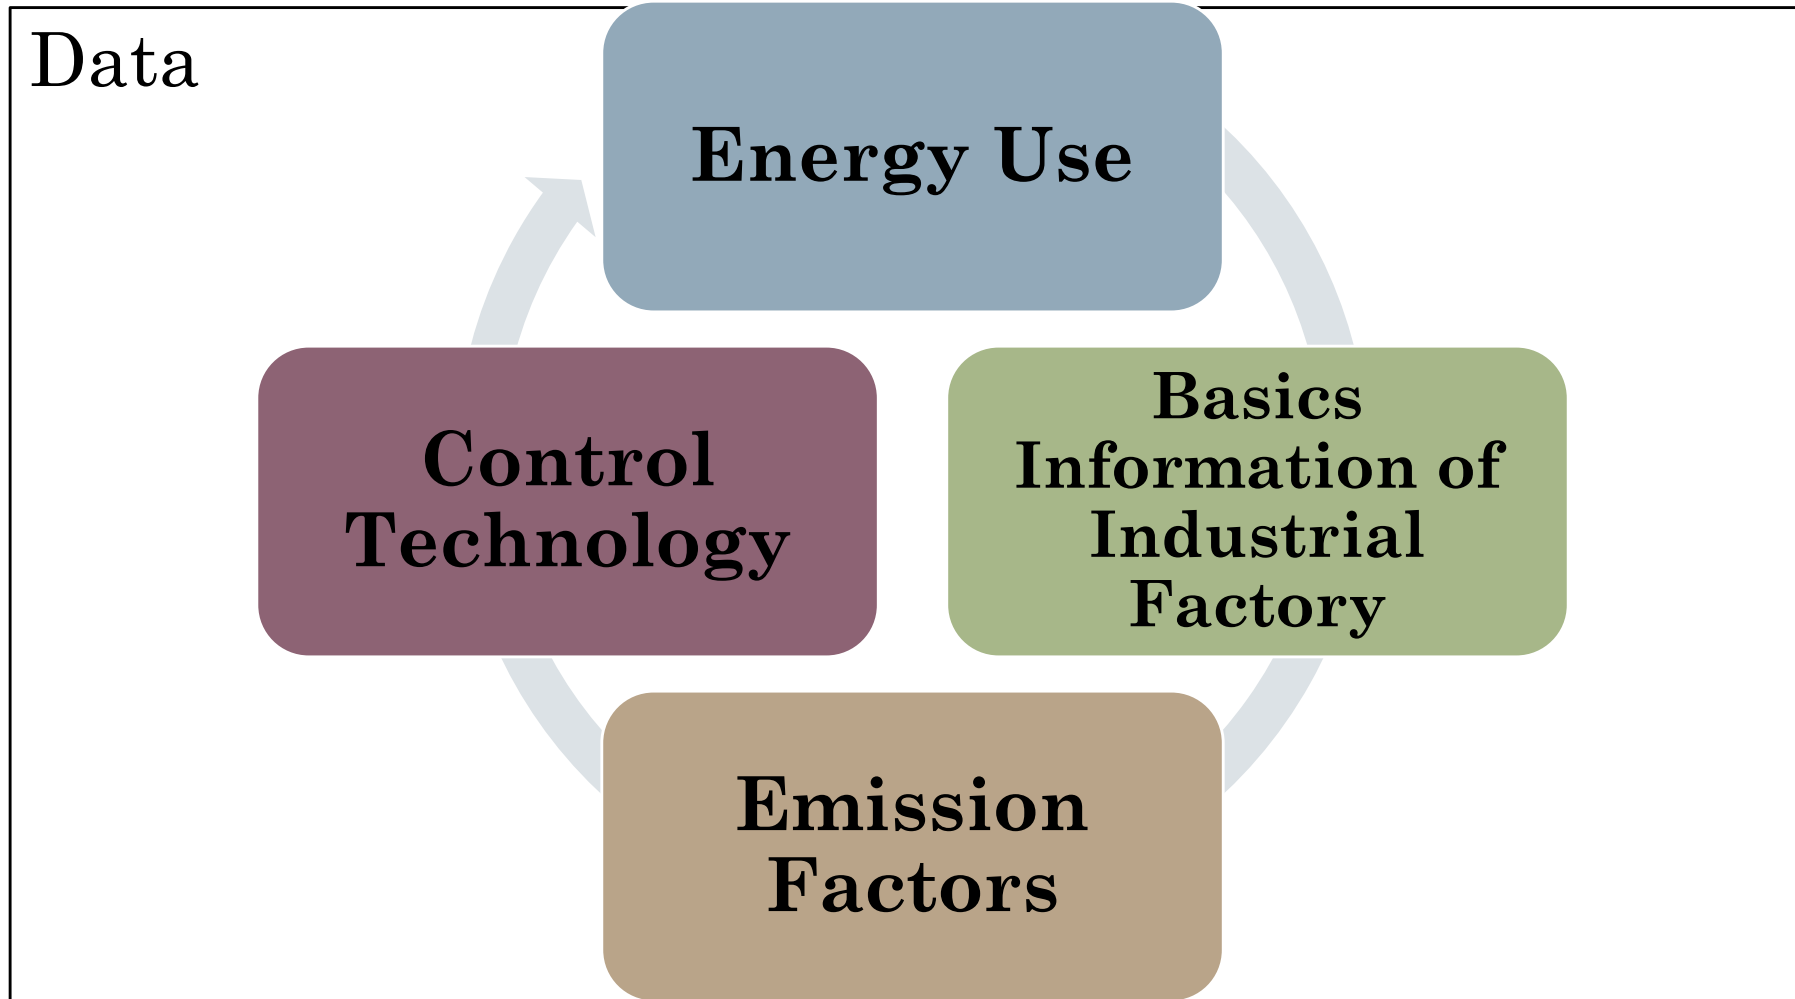 Data
Energy Use
Basics
Information of
Industrial
Factory
Emission
Factors
Control
Technology